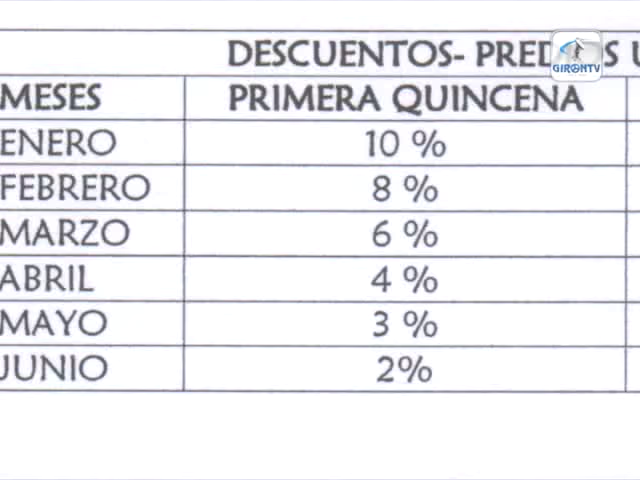 DESCUENTOS- PRED
GIRONTV
MESES PRIMERA QUINCENA
ENERO 10 %
FEBRERO 8 %
MARZO 6 %
ABRIL 4 %
MAYO 3 %
JUNIO 2%